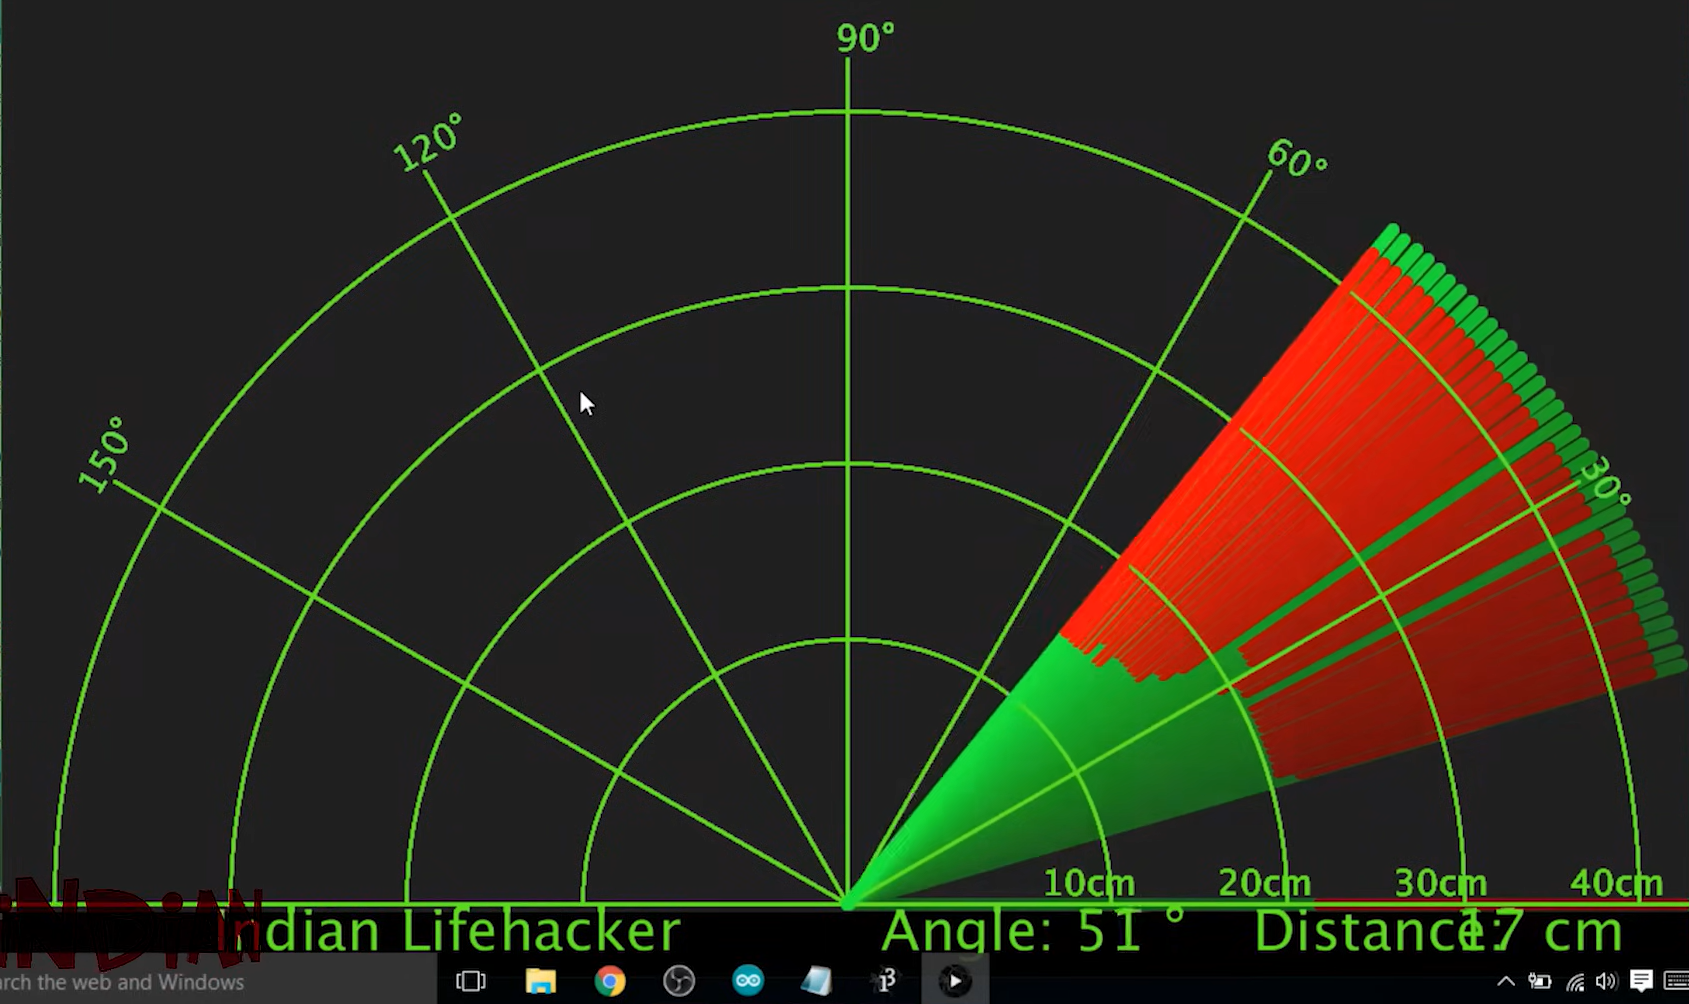 90°
120°
60°
150°
30°
10cm 20cm 30cm 40cm
iNDiAN
Indian Lifehacker Angle: 51 ° Distance: 17 cm
arch the web and Windows